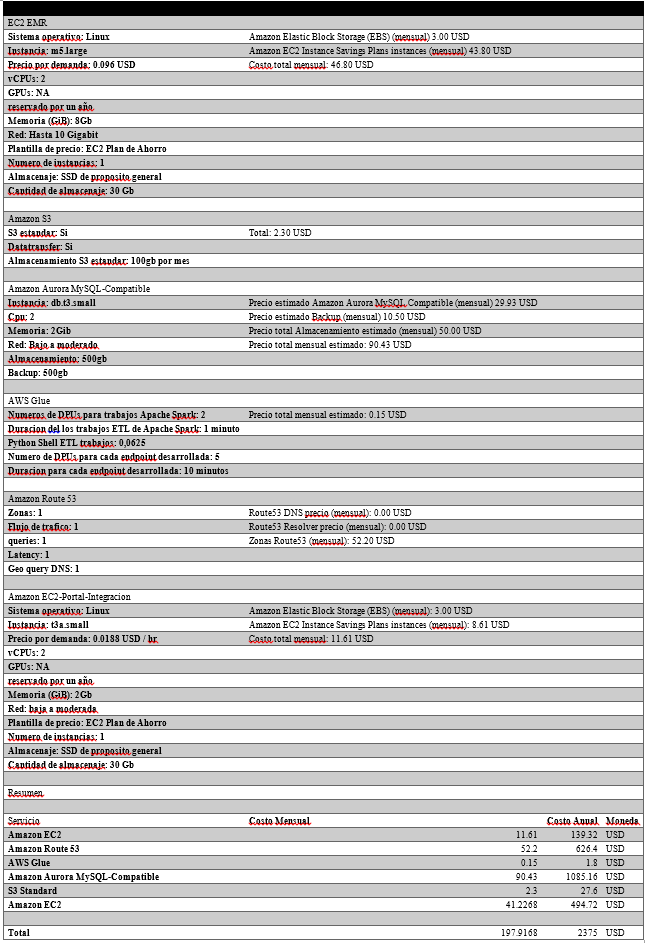 EC2 EMR
Sistema operativo: Linux Amazon Elastic Block Storage (EBS) (mensual) 3.00 USD
Instancia: m5.large Amazon EC2 Instance Savings Plans instances (mensual) 43.80 USD
Precio por demanda: 0.096 USD Costo total mensual: 46.80 USD
vCPUs: 2
GPUs: NA
reservado por un año.
Memoria (GiB): 8Gb
Red: Hasta 10 Gigabit
Plantilla de precio: EC2 Plan de Ahorro
Numero de instancias: 1
Almacenaje: SSD de proposito general
Cantidad de almacenaje: 30 Gb
Amazon S3
S3 estandar: Si Total: 2.30 USD
Datatransfer: Si
Almacenamiento S3 estandar: 100gb por mes
Amazon Aurora MySQL-Compatible
Instancia: db.t3.small Precio estimado Amazon Aurora MySQL Compatible (mensual) 29.93 USD
Cpu: 2 Precio estimado Backup (mensual) 10.50 USD
Memoria: 2Gib Precio total Almacenamiento estimado (mensual) 50.00 USD
Red: Bajo a moderado Precio total mensual estimado: 90.43 USD
Almacenamiento: 500gb
Backup: 500gb
AWS Glue
Numeros de DPUs para trabajos Apache Spark: 2 Precio total mensual estimado: 0.15 USD
Duracion del los trabajos ETL de Apache Spark: 1 minuto
Python Shell ETL trabajos: 0,0625
Numero de DPUs para cada endpoint desarrollada: 5
Duracion para cada endpoint desarrollada: 10 minutos
Amazon Route 53
Zonas: 1 Route53 DNS precio (mensual): 0.00 USD
Flujo de trafico: 1 Route53 Resolver precio (mensual): 0.00 USD
queries: 1 Zonas Route53 (mensual): 52.20 USD
Latency: 1
Geo query DNS: 1
Amazon EC2-Portal-Integracion
Sistema operativo: Linux Amazon Elastic Block Storage (EBS) (mensual): 3.00 USD
Instancia: t3a.small Amazon EC2 Instance Savings Plans instances (mensual): 8.61 USD
Precio por demanda: 0.0188 USD / hr Costo total mensual: 11.61 USD
vCPUs: 2
GPUs: NA
reservado por un año.
Memoria (GiB): 2Gb
Red: baja a moderada
Plantilla de precio: EC2 Plan de Ahorro
Numero de instancias: 1
Almacenaje: SSD de proposito general
Cantidad de almacenaje: 30 Gb
Resumen
Servicio Costo Mensual Costo Anual Moneda
Amazon EC2 11.61 139.32 USD
Amazon Route 53 52.2 626.4 USD
AWS Glue 0.15 1.8 USD
Amazon Aurora MySQL-Compatible 90.43 1085.16 USD
S3 Standard 2.3 27.6 USD
Amazon EC2 41.2268 494.72 USD
Total 197.9168 2375 USD